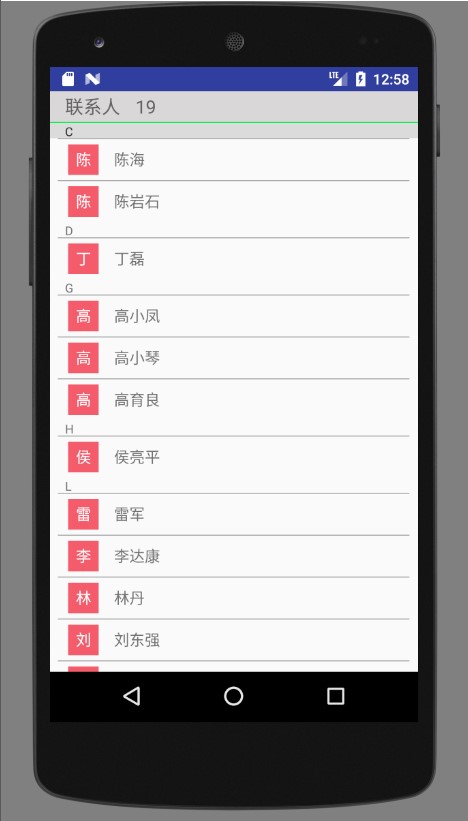 LTE 12:58
联系人 19
C
陈 陈海
陈 陈岩石
D
丁 丁磊
G
高 高小凤
高 高小琴
高 高育良
H
侯 侯亮平
L
雷 雷军
李 李达康
林 林丹
刘 刘东强